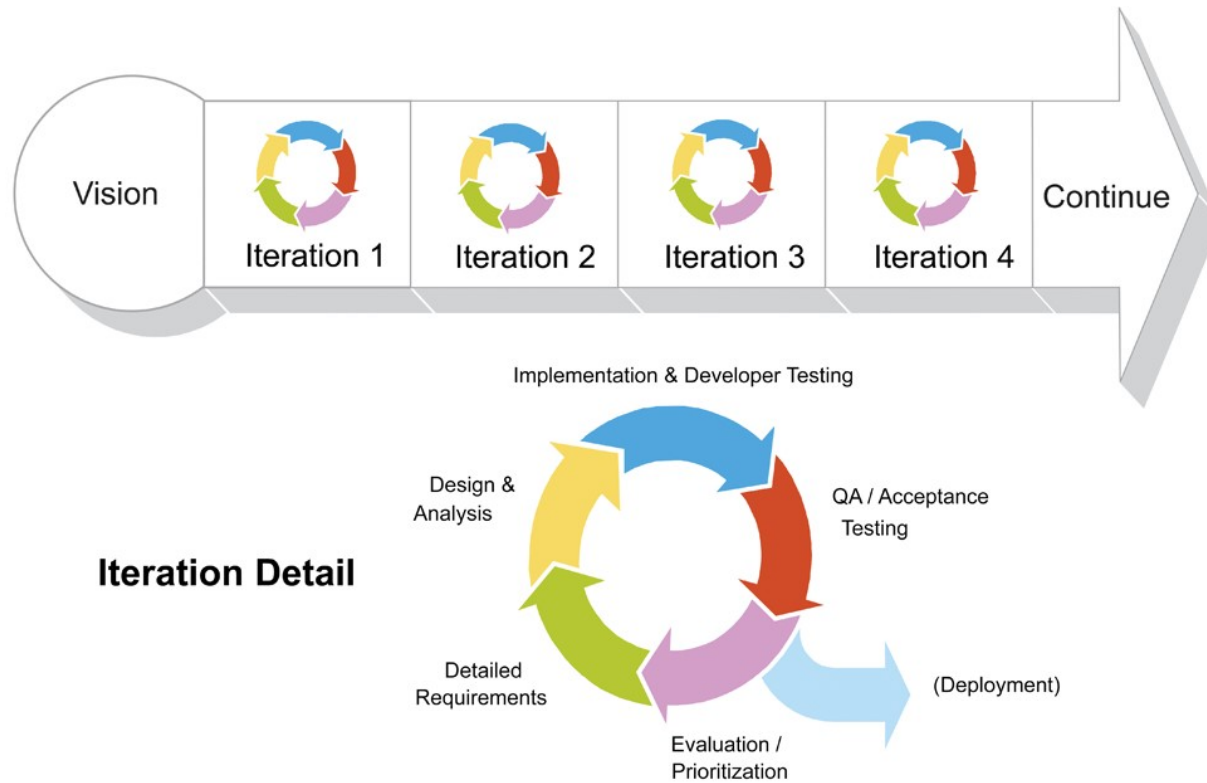 Vision
Iteration 1
Iteration 2
Iteration 3
Iteration 4
Continue
Implementation & Developer Testing
Design &
Analysis
QA / Acceptance
Testing
Iteration Detail
Detailed
Requirements
(Deployment)
Evaluation /
Prioritization